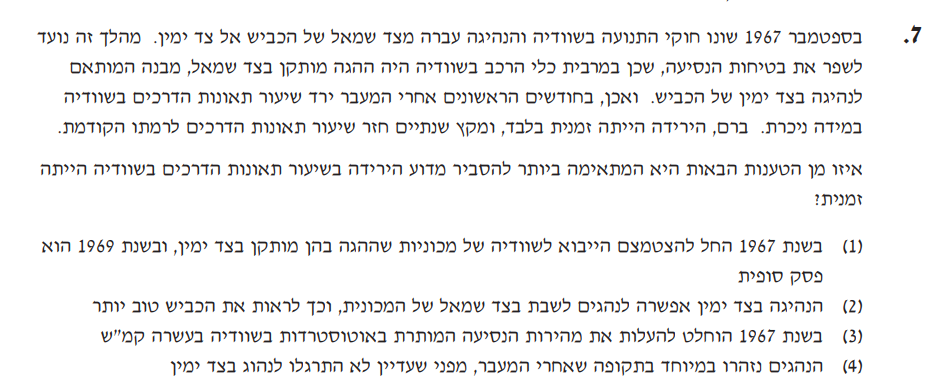 7. בספטמבר 1967 שונו חוקי התנועה בשוודיה והנהיגה עברה מצד שמאל של הכביש אל צד ימין. מהלך זה נועד
לשפר את בטיחות הנסיעה, שכן במרבית כלי הרכב בשוודיה היה ההגה מותקן בצד שמאל, מבנה המותאם
לנהיגה בצד ימין של הכביש. ואכן, בחודשים הראשונים אחרי המעבר ירד שיעור תאונות הדרכים בשוודיה
במידה ניכרת. ברם, הירידה הייתה זמנית בלבד, ומקץ שנתיים חזר שיעור תאונות הדרכים לרמתו הקודמת.
איזו מן הטענות הבאות היא המתאימה ביותר להסביר מדוע הירידה בשיעור תאונות הדרכים בשוודיה הייתה
זמנית?
(1) בשנת 1967 החל להצטמצם הייבוא לשוודיה של מכוניות שההגה בהן מותקן בצד ימין, ובשנת 1969 הוא
פסק סופית
(2) הנהיגה בצד ימין אפשרה לנהגים לשבת בצד שמאל של המכונית, וכך לראות את הכביש טוב יותר
(3) בשנת 1967 הוחלט להעלות את מהירות הנסיעה המותרת באוטוסטרדות בשוודיה בעשרה קמ"ש
(4) הנהגים נזהרו במיוחד בתקופה שאחרי המעבר, מפני שעדיין לא התרגלו לנהוג בצד ימין